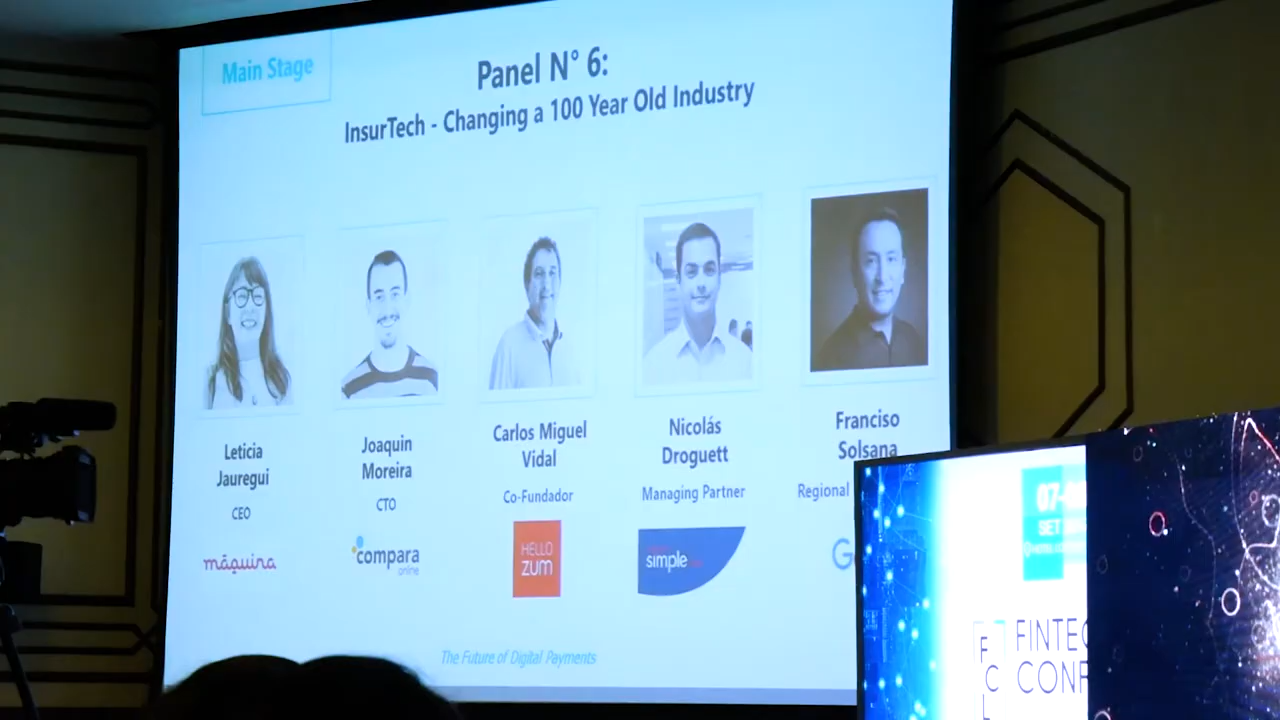 Main Stage
Panel N° 6:
InsurTech - Changing a 100 Year Old Industry
Leticia
Jauregui
CEO
máquina
Joaquin
Moreira
CTO
compara
online
Carlos Miguel
Vidal
Co-Fundador
HELLO
ZUM
Nicolás
Droguett
Managing Partner
simple
Franciso
Solsana
Regional
G
The Future of Digital Payments
07-0
SET
FINTEC
CONF
F
C
L